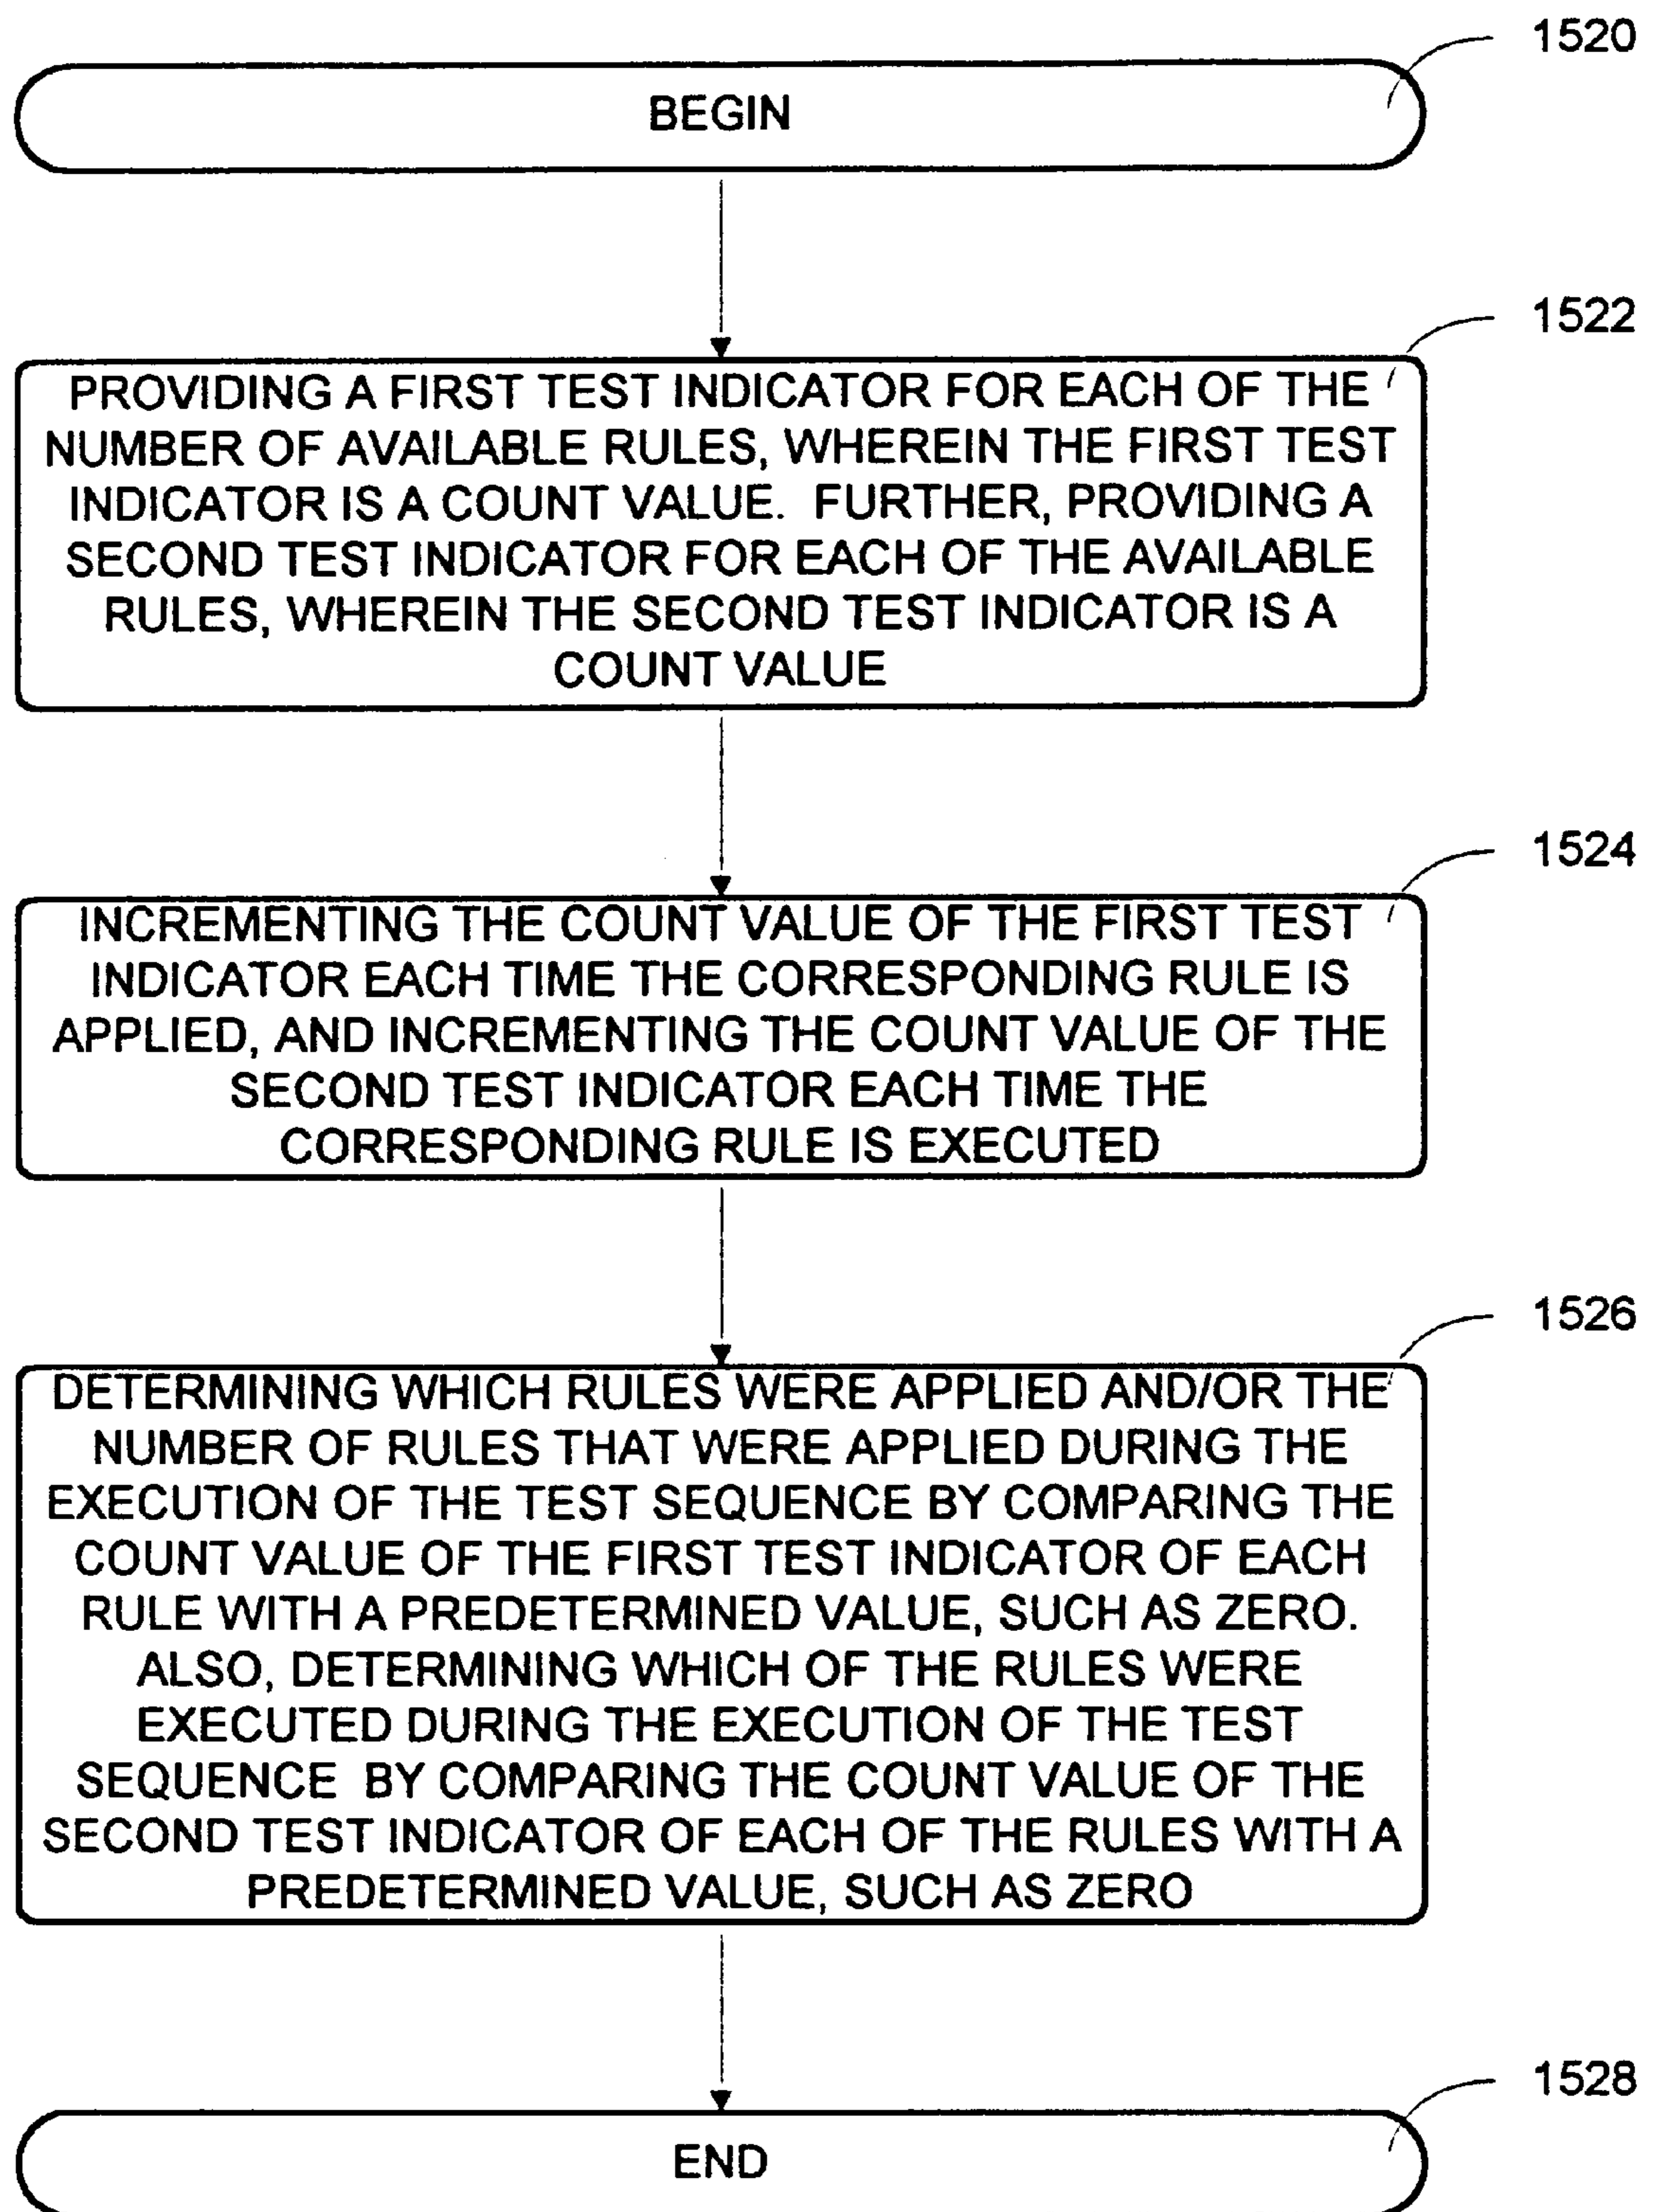 1520
BEGIN
1522
PROVIDING A FIRST TEST INDICATOR FOR EACH OF THE
NUMBER OF AVAILABLE RULES, WHEREIN THE FIRST TEST
INDICATOR IS A COUNT VALUE.  FURTHER, PROVIDING A
SECOND TEST INDICATOR FOR EACH OF THE AVAILABLE
RULES, WHEREIN THE SECOND TEST INDICATOR IS A
COUNT VALUE
1524
INCREMENTING THE COUNT VALUE OF THE FIRST TEST
INDICATOR EACH TIME THE CORRESPONDING RULE IS
APPLIED, AND INCREMENTING THE COUNT VALUE OF THE
SECOND TEST INDICATOR EACH TIME THE
CORRESPONDING RULE IS EXECUTED
1526
DETERMINING WHICH RULES WERE APPLIED AND/OR THE
NUMBER OF RULES THAT WERE APPLIED DURING THE
EXECUTION OF THE TEST SEQUENCE BY COMPARING THE
COUNT VALUE OF THE FIRST TEST INDICATOR OF EACH
RULE WITH A PREDETERMINED VALUE, SUCH AS ZERO.
ALSO, DETERMINING WHICH OF THE RULES WERE
EXECUTED DURING THE EXECUTION OF THE TEST
SEQUENCE  BY COMPARING THE COUNT VALUE OF THE
SECOND TEST INDICATOR OF EACH OF THE RULES WITH A
PREDETERMINED VALUE, SUCH AS ZERO
1528
END